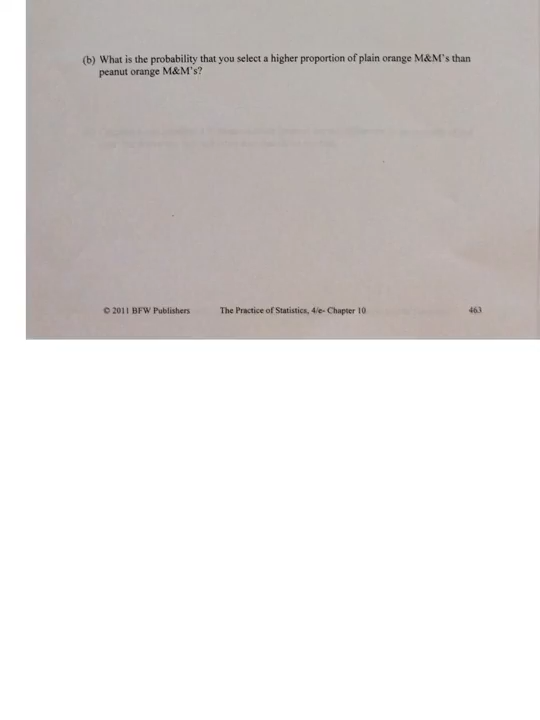 (b) What is the probability that you select a higher proportion of plain orange M&M's than
peanut orange M&M's?
© 2011 BFW Publishers The Practice of Statistics, 4/e- Chapter 10 463